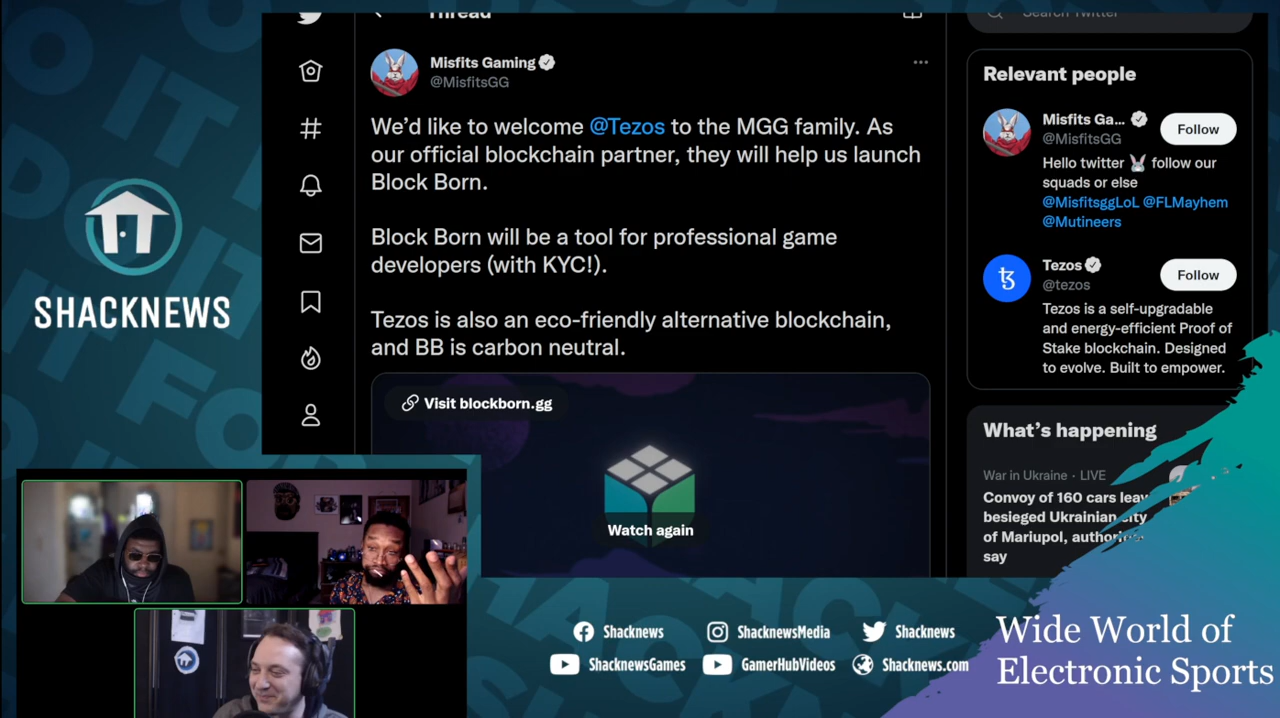 SHACKNEWS
Thread
Misfits Gaming
@MisfitsGG
We'd like to welcome @Tezos to the MGG family. As
our official blockchain partner, they will help us launch
Block Born.
Block Born will be a tool for professional game
developers (with KYC!).
Tezos is also an eco-friendly alternative blockchain,
and BB is carbon neutral.
Visit blockborn.gg
Watch again
Search Twitter
Relevant people
Misfits Ga...
@MisfitsGG
Follow
Hello twitter follow our
squads or else
@MisfitsggLoL @FLMayhem
@Mutineers
Tezos
@tezos
Follow
Tezos is a self-upgradable
and energy-efficient Proof of
Stake blockchain. Designed
to evolve. Built to empower.
What's happening
War in Ukraine · LIVE
Convoy of 160 cars leav
besieged Ukrainian city
of Mariupol, authori
say
Shacknews
ShacknewsMedia
Shacknews
ShacknewsGames
GamerHubVideos
Shacknews.com
Wide World of
Electronic Sports